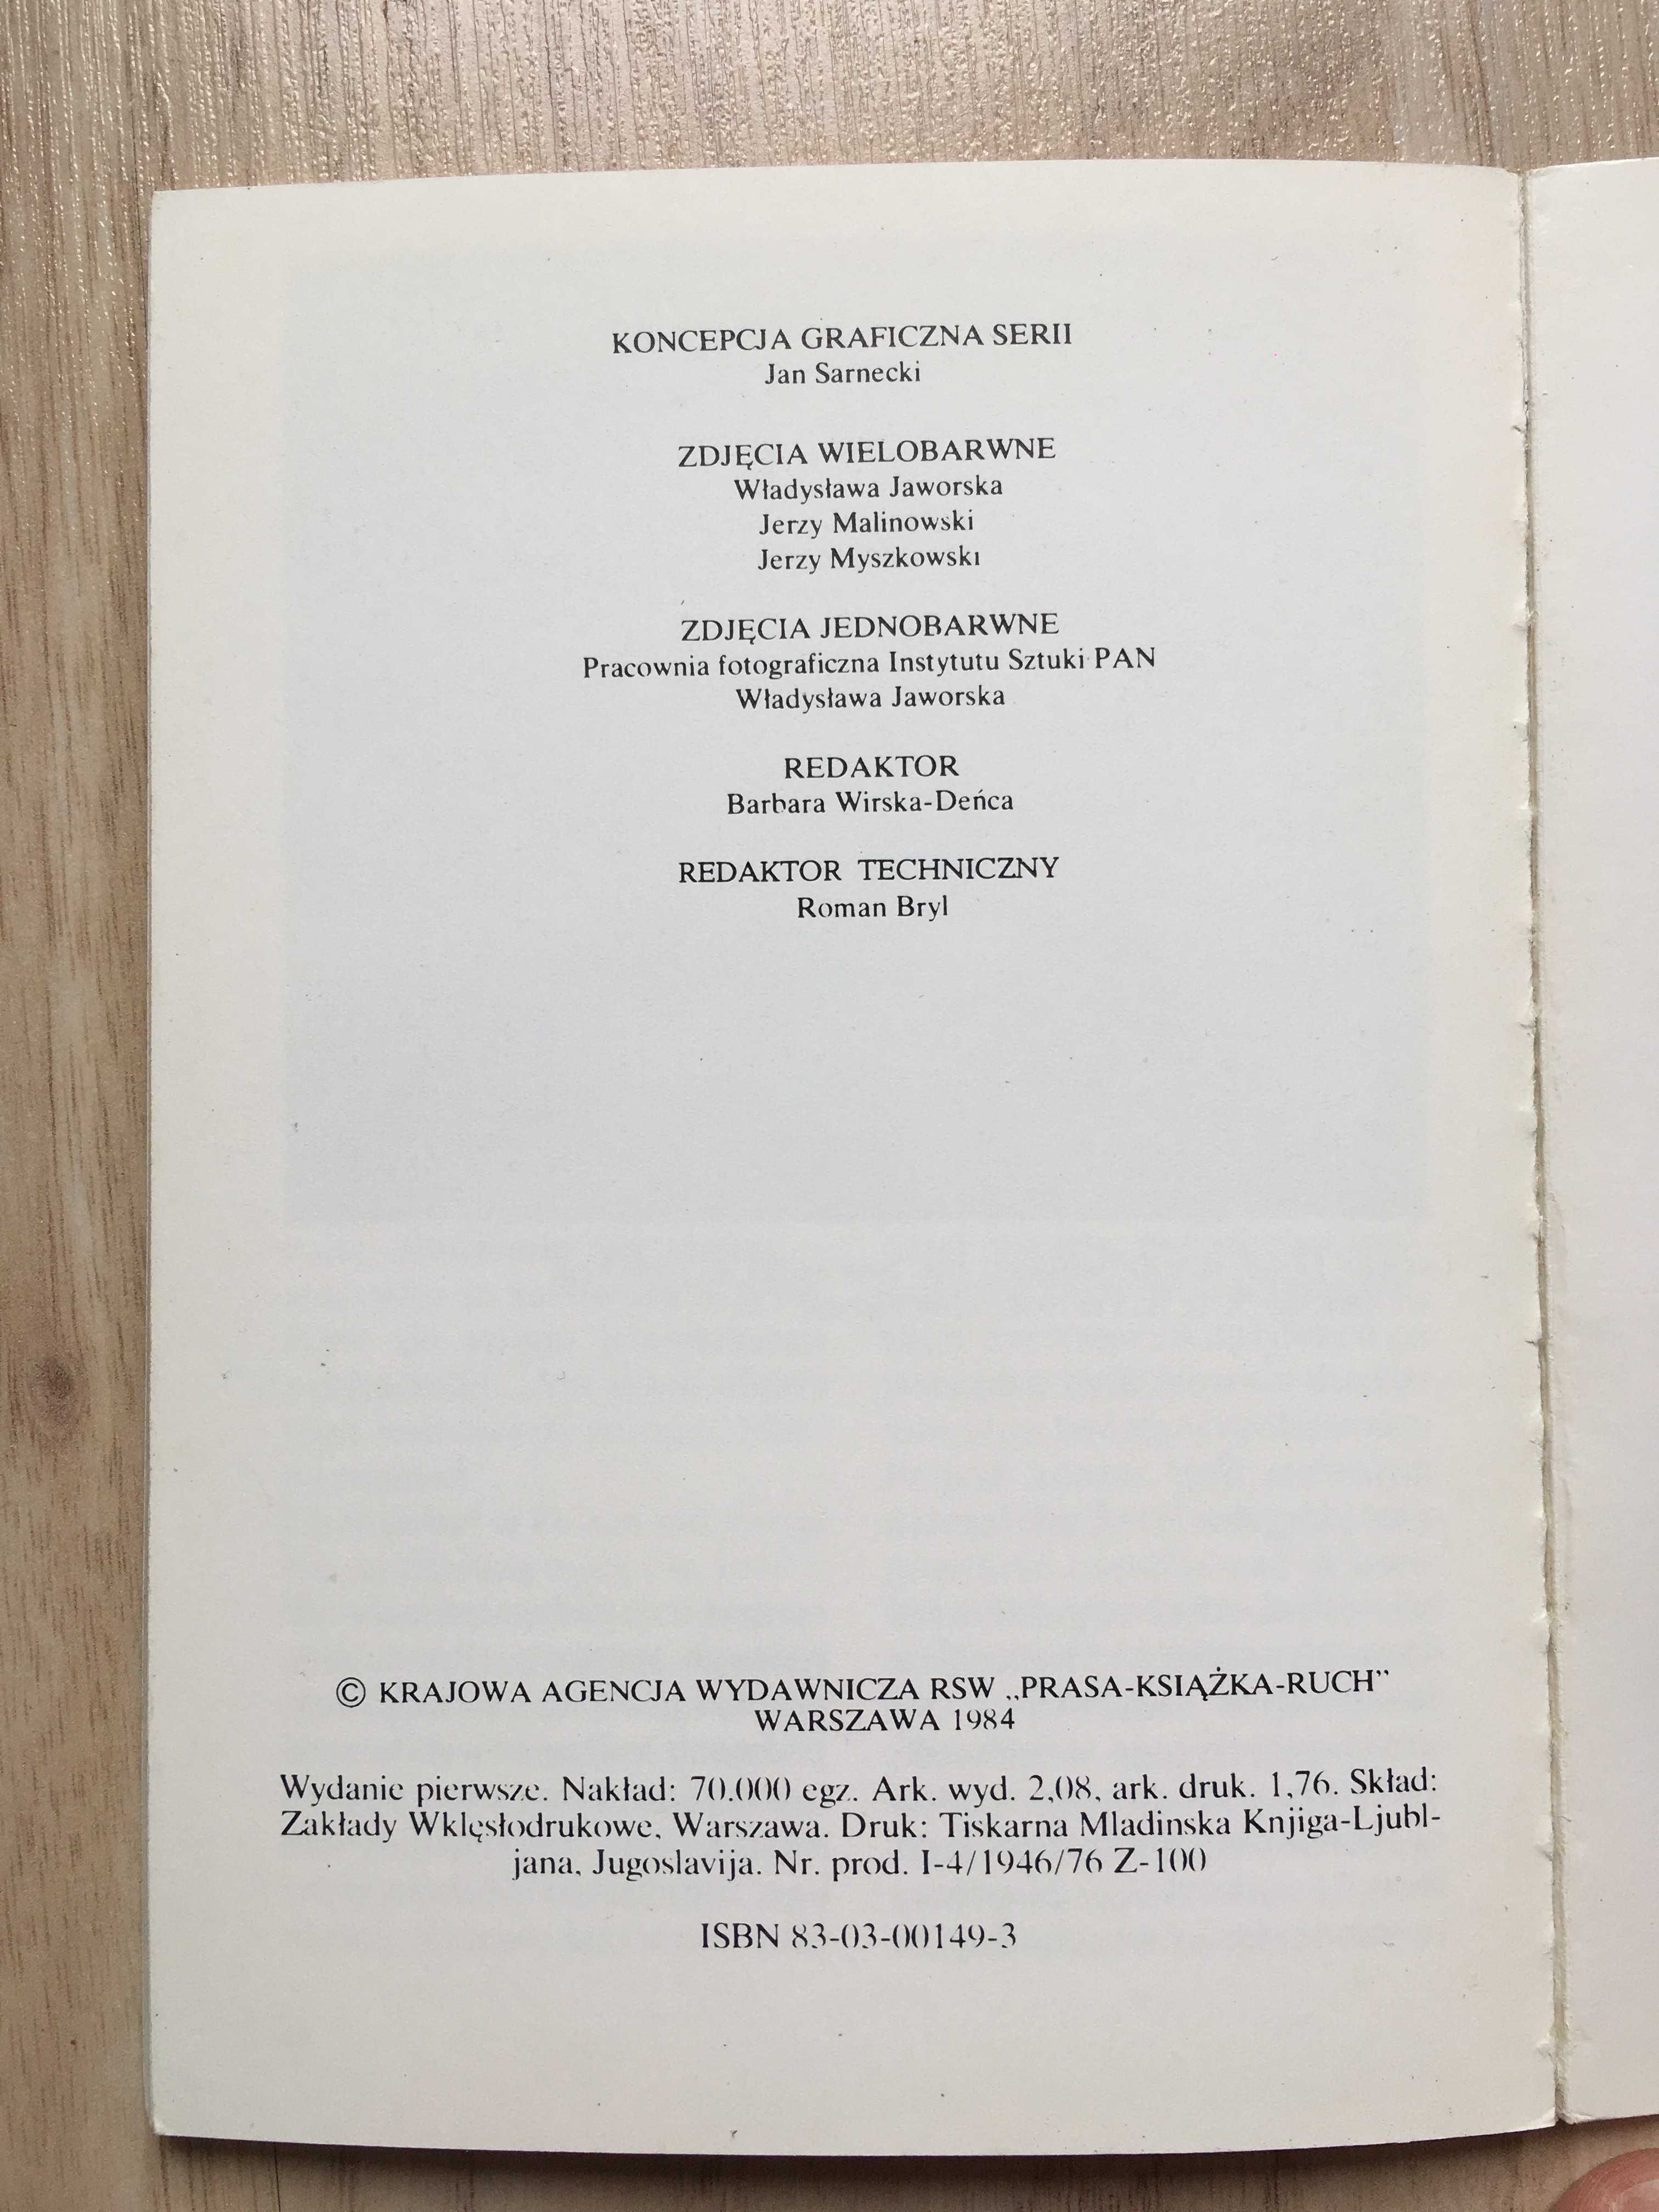 KONCEPCJA GRAFICZNA SERII
Jan Sarnecki
ZDJĘCIA WIELOBARWNE
Władysława Jaworska
Jerzy Malinowski
Jerzy Myszkowski
ZDJĘCIA JEDNOBARWNE
Pracownia fotograficzna Instytutu Sztuki PAN
Władysława Jaworska
REDAKTOR
Barbara Wirska-Deńca
REDAKTOR TECHNICZNY
Roman Bryl
© KRAJOWA AGENCJA WYDAWNICZA RSW „PRASA-KSIĄŻKA-RUCH”
WARSZAWA 1984
Wydanie pierwsze. Nakład: 70.000 egz. Ark. wyd. 2,08, ark. druk. 1,76. Skład:
Zakłady Wklęsłodrukowe, Warszawa. Druk: Tiskarna Mladinska Knjiga-Ljubl-
jana, Jugoslavija. Nr. prod. I-4/1946/76 Z-100
ISBN 83-03-00149-3